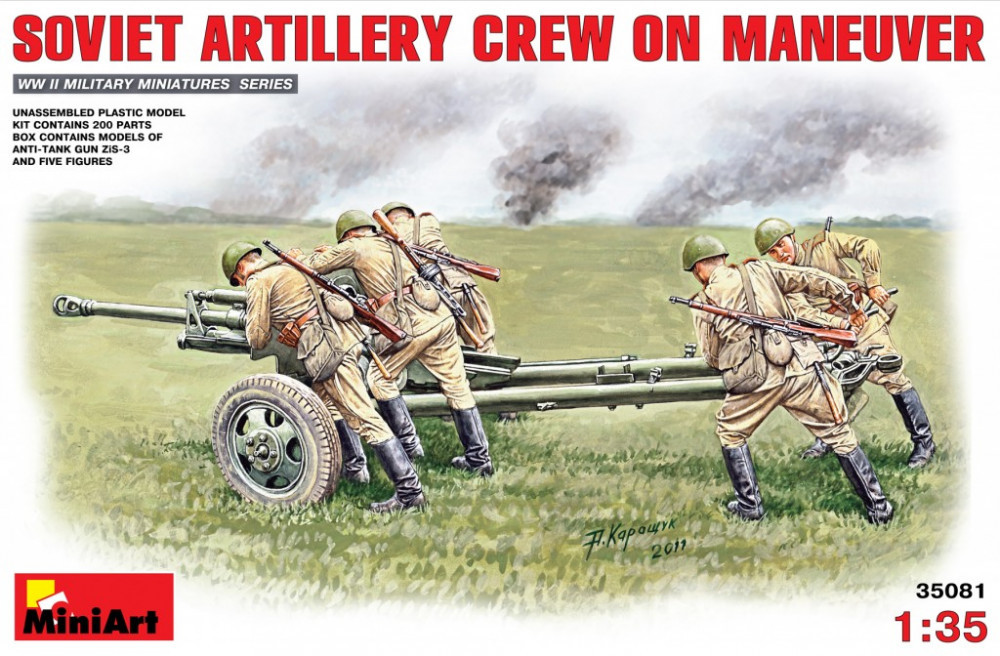 SOVIET ARTILLERY CREW ON MANEUVER
WW II MILITARY MINIATURES SERIES
UNASSEMBLED PLASTIC MODEL
KIT CONTAINS 200 PARTS
BOX CONTAINS MODELS OF
ANTI-TANK GUN ZiS-3
AND FIVE FIGURES
А.Каращук
2011
MiniArt
35081
1:35